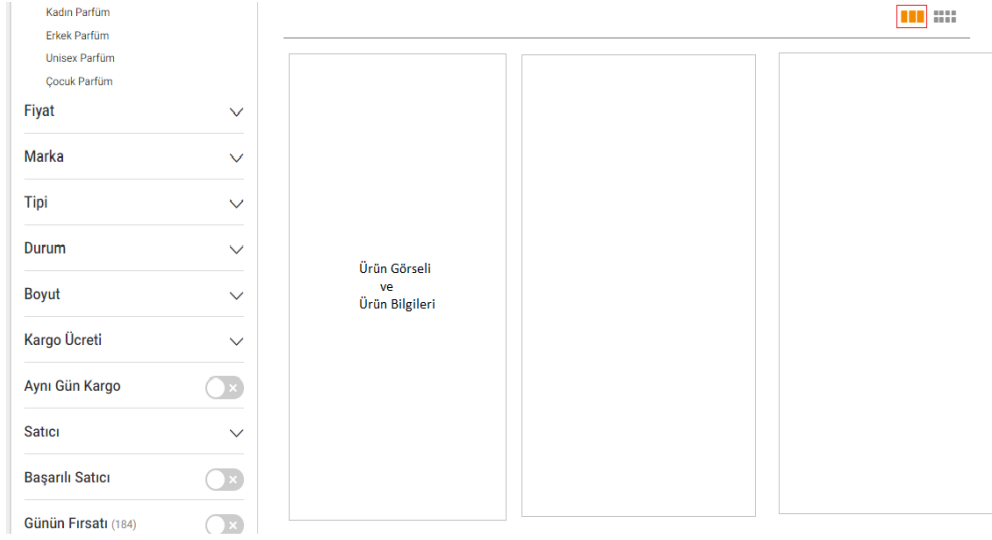 Kadın Parfüm
Erkek Parfüm
Unisex Parfüm
Çocuk Parfüm
Fiyat
Marka
Tipi
Durum
Boyut
Kargo Ücreti
Aynı Gün Kargo
Satıcı
Başarılı Satıcı
Günün Fırsatı (184)
Ürün Görseli
ve
Ürün Bilgileri